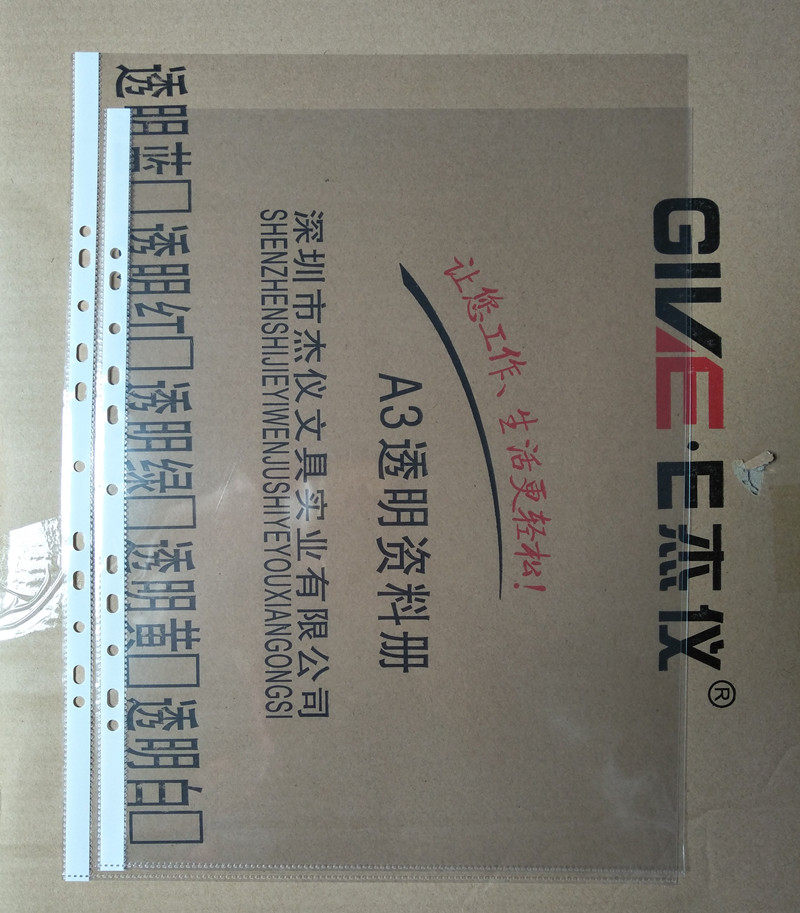 GIVE·E杰仪®
让您工作、生活更轻松!
A3透明资料册
深圳市杰仪文具实业有限公司
SHENZHENSHIJIEYIWENJUSHIYEYOUXIANGONGSI
透明蓝□透明红□透明绿□透明黄□透明白□